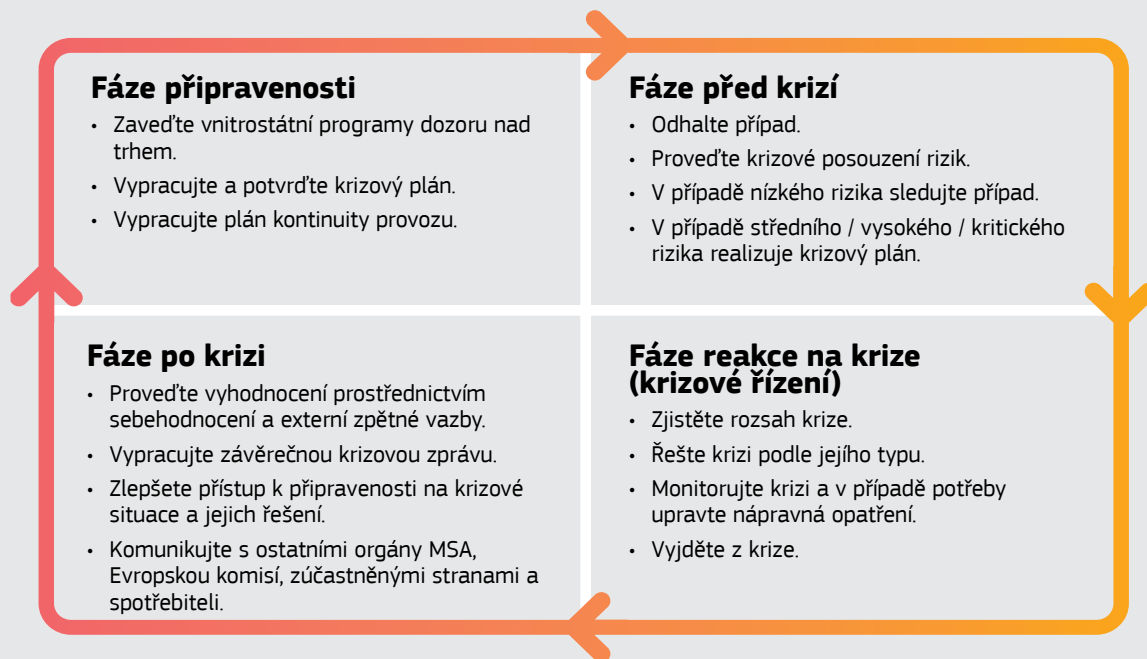 Fáze připravenosti
• Zaveďte vnitrostátní programy dozoru nad
trhem.
• Vypracujte a potvrďte krizový plán.
• Vypracujte plán kontinuity provozu.
Fáze před krizí
• Odhalte případ.
• Proveďte krizové posouzení rizik.
• V případě nízkého rizika sledujte případ.
• V případě středního / vysokého / kritického
rizika realizuje krizový plán.
Fáze po krizi
• Proveďte vyhodnocení prostřednictvím
sebehodnocení a externí zpětné vazby.
• Vypracujte závěrečnou krizovou zprávu.
• Zlepšete přístup k připravenosti na krizové
situace a jejich řešení.
• Komunikujte s ostatními orgány MSA,
Evropskou komisí, zúčastněnými stranami a
spotřebiteli.
Fáze reakce na krize
(krizové řízení)
• Zjistěte rozsah krize.
• Řešte krizi podle jejího typu.
• Monitorujte krizi a v případě potřeby
upravte nápravná opatření.
• Vyjděte z krize.